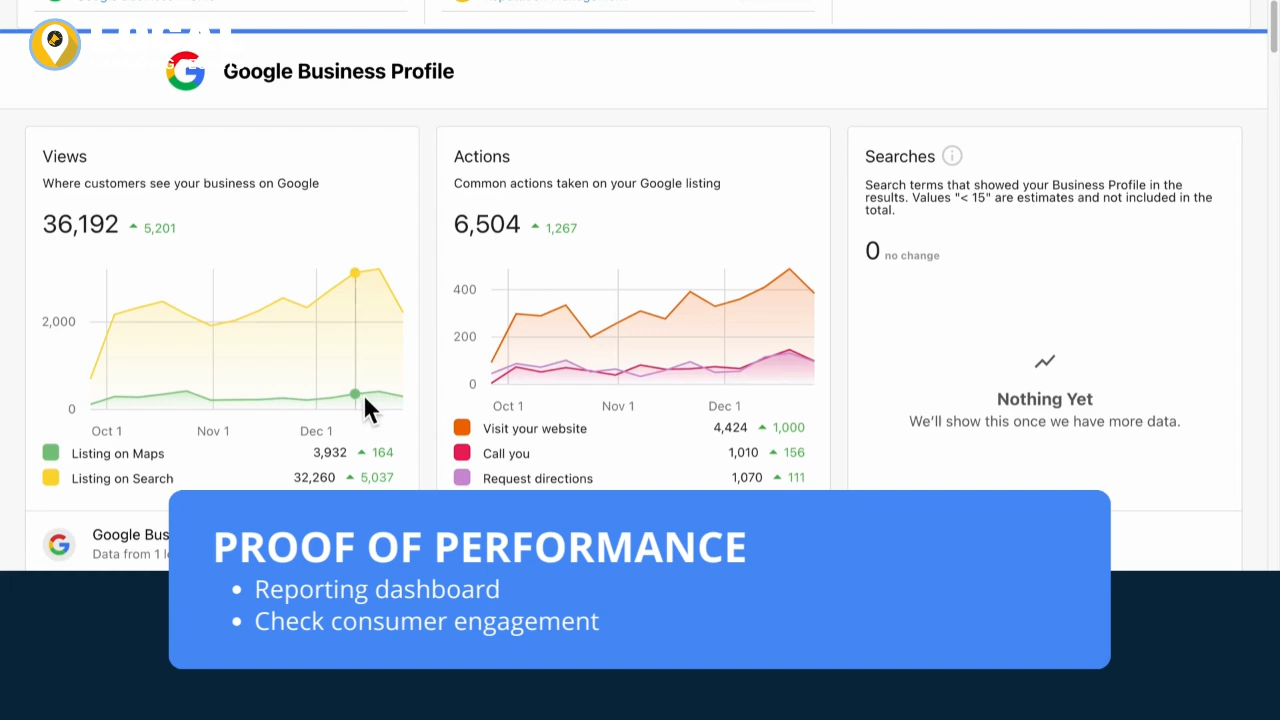 Google Business Profile
Views
Where customers see your business on Google
36,192 5,201
2,000
0
Oct 1 Nov 1 Dec 1
Listing on Maps 3,932 164
Listing on Search 32,260 5,037
Google Bus
Data from 1 l
Actions
Common actions taken on your Google listing
6,504 1,267
400
200
0
Oct 1 Nov 1 Dec 1
Visit your website 4,424 1,000
Call you 1,010 156
Request directions 1,070 111
Searches
Search terms that showed your Business Profile in the
results. Values "< 15" are estimates and not included in the
total.
0 no change
Nothing Yet
We'll show this once we have more data.
PROOF OF PERFORMANCE
• Reporting dashboard
• Check consumer engagement